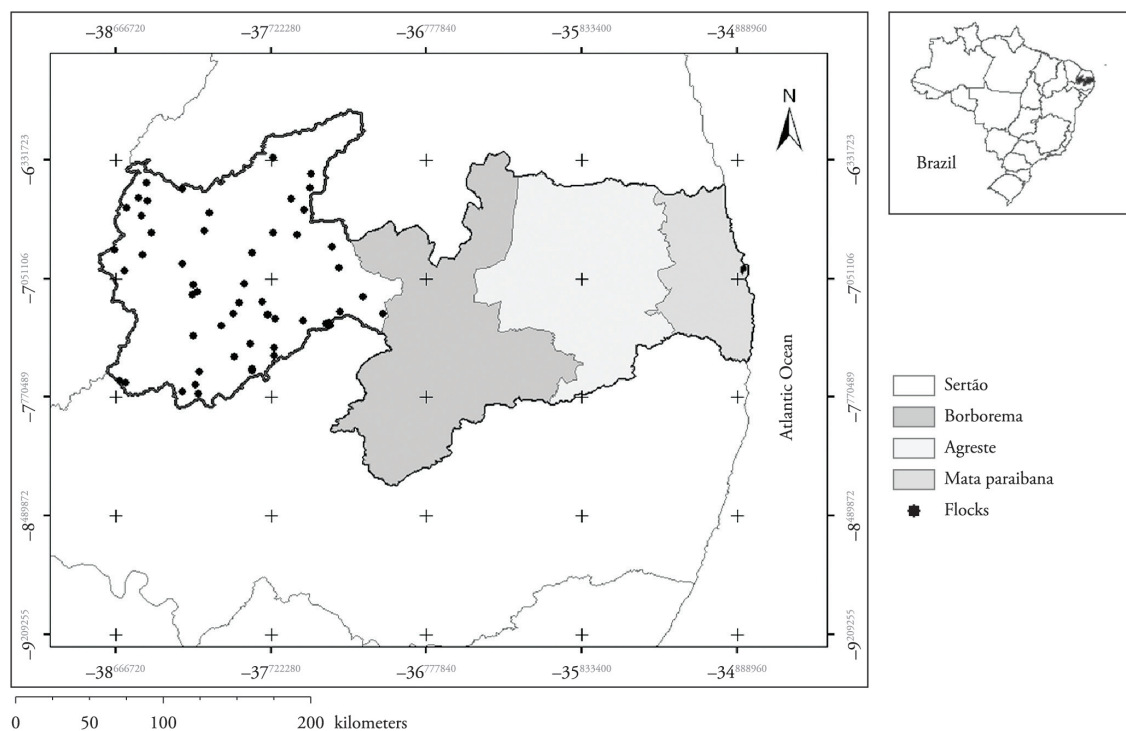 −38666720 −37722280 −36777840 −35833400 −34888960
N
−6331723
−6331723
−7051106
−7051106
−7770489
−7770489
−8489872
−8489872
−9209255
−9209255
Atlantic Ocean
−38666720 −37722280 −36777840 −35833400 −34888960
0 50 100 200 kilometers
Brazil
Sertão
Borborema
Agreste
Mata paraibana
Flocks